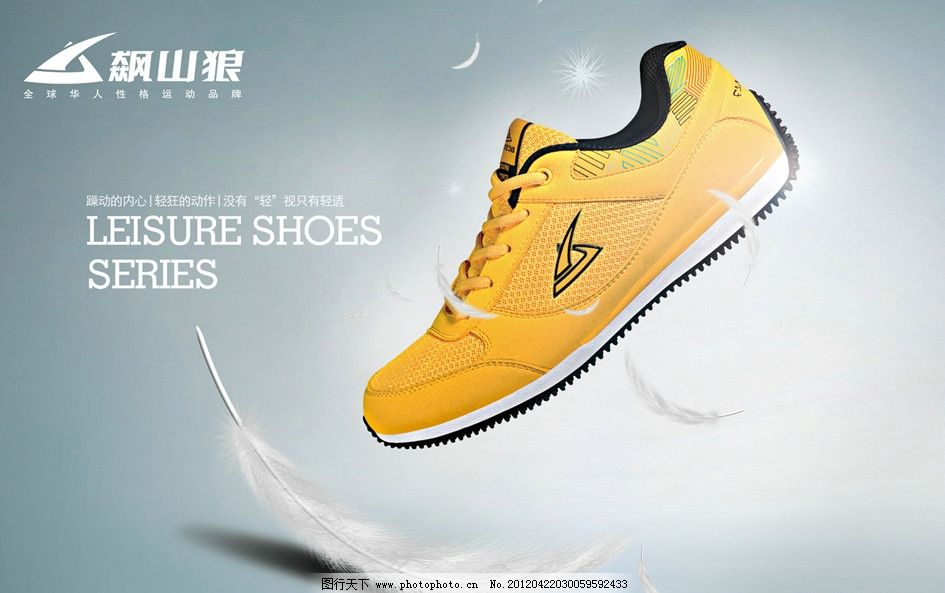 飙山狼
全球华人性格运动品牌
躁动的内心|轻狂的动作|没有“轻”视只有轻适
LEISURE SHOES
SERIES
图行天下 www.photophoto.cn No.20120422030059592433